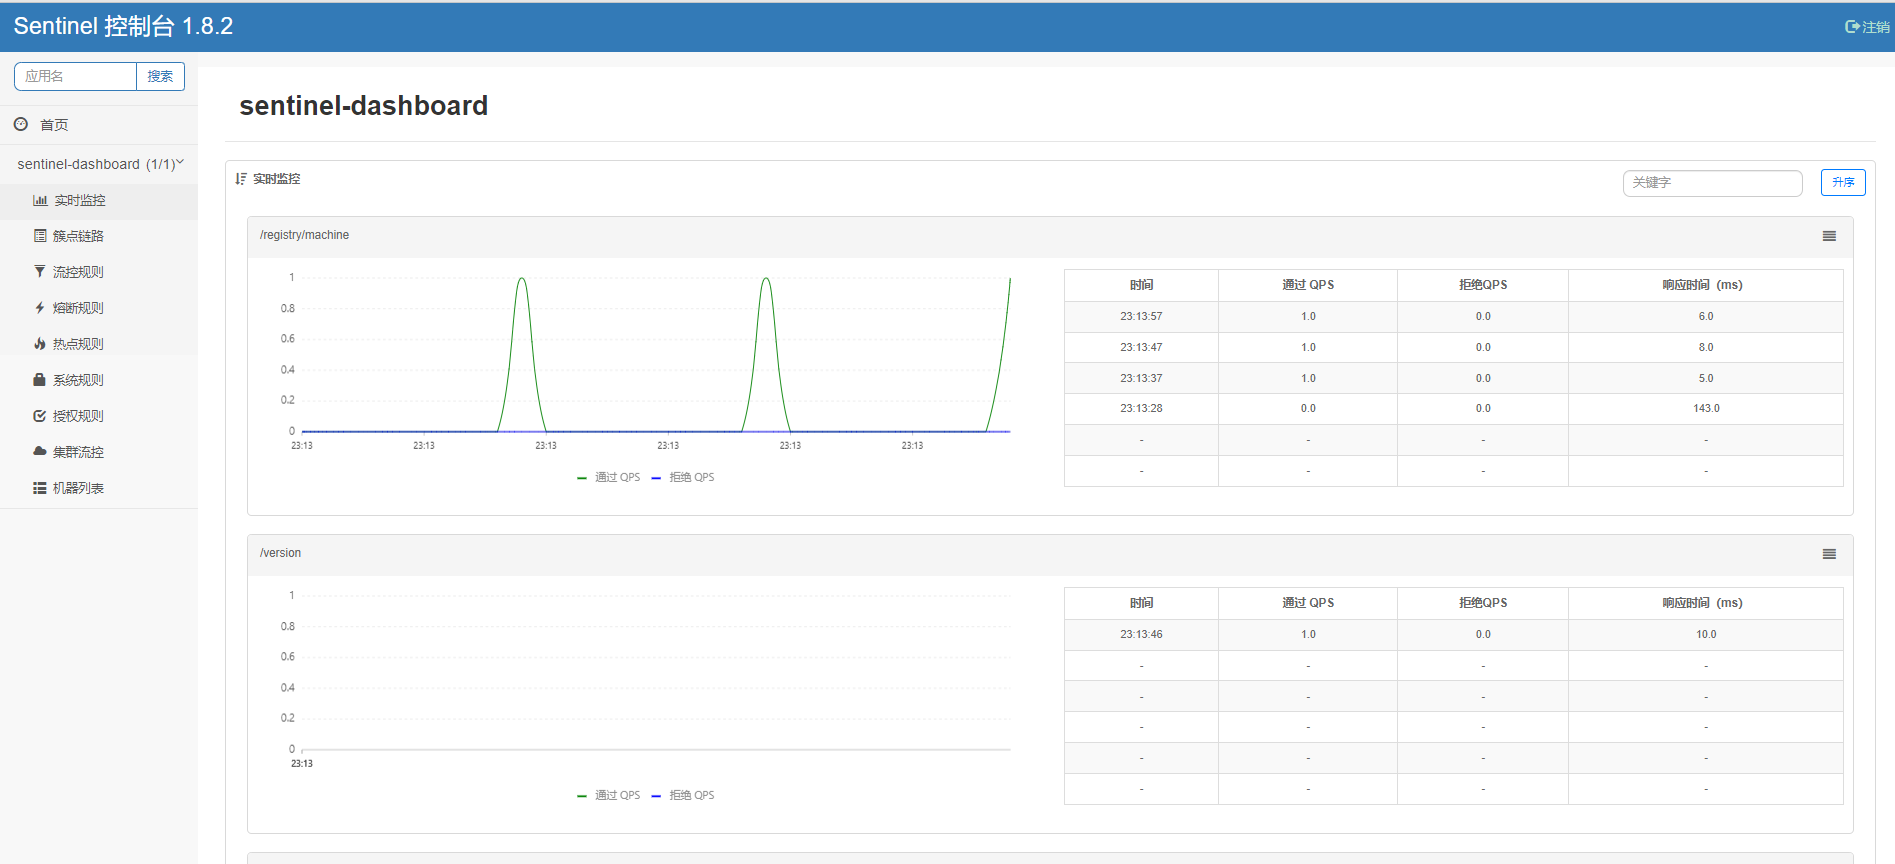 Sentinel 控制台 1.8.2
注销
应用名 搜索
首页
sentinel-dashboard (1/1)
实时监控
簇点链路
流控规则
熔断规则
热点规则
系统规则
授权规则
集群流控
机器列表
sentinel-dashboard
实时监控
关键字 升序
/registry/machine
1
0.8
0.6
0.4
0.2
0
23:13 23:13 23:13 23:13 23:13 23:13
通过 QPS 拒绝 QPS
时间 通过 QPS 拒绝QPS 响应时间 (ms)
23:13:57 1.0 0.0 6.0
23:13:47 1.0 0.0 8.0
23:13:37 1.0 0.0 5.0
23:13:28 0.0 0.0 143.0
- - - -
- - - -
/version
1
0.8
0.6
0.4
0.2
0
23:13
通过 QPS 拒绝 QPS
时间 通过 QPS 拒绝QPS 响应时间 (ms)
23:13:46 1.0 0.0 10.0
- - - -
- - - -
- - - -
- - - -
- - - -